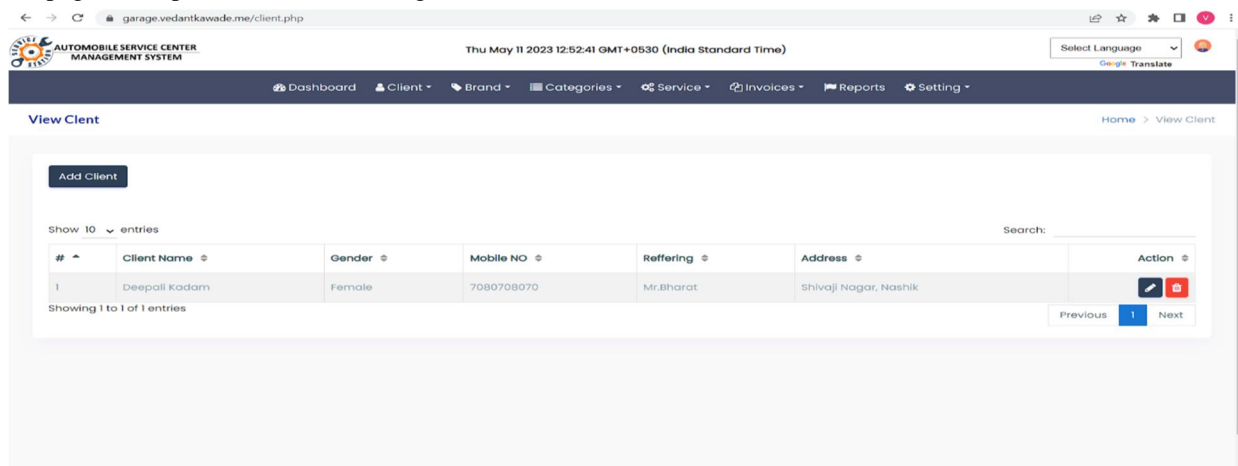 garage.vedantkawade.me/client.php
AUTOMOBILE SERVICE CENTER
MANAGEMENT SYSTEM
Thu May 11 2023 12:52:41 GMT+0530 (India Standard Time)
Select Language
Google Translate
Dashboard Client Brand Categories Service Invoices Reports Setting
View Clent
Home > View Clent
Add Client
Show 10 entries
Search:
# Client Name Gender Mobile NO Reffering Address Action
1 Deepali Kadam Female 7080708070 Mr.Bharat Shivaji Nagar, Nashik
Showing 1 to 1 of 1 entries
Previous 1 Next